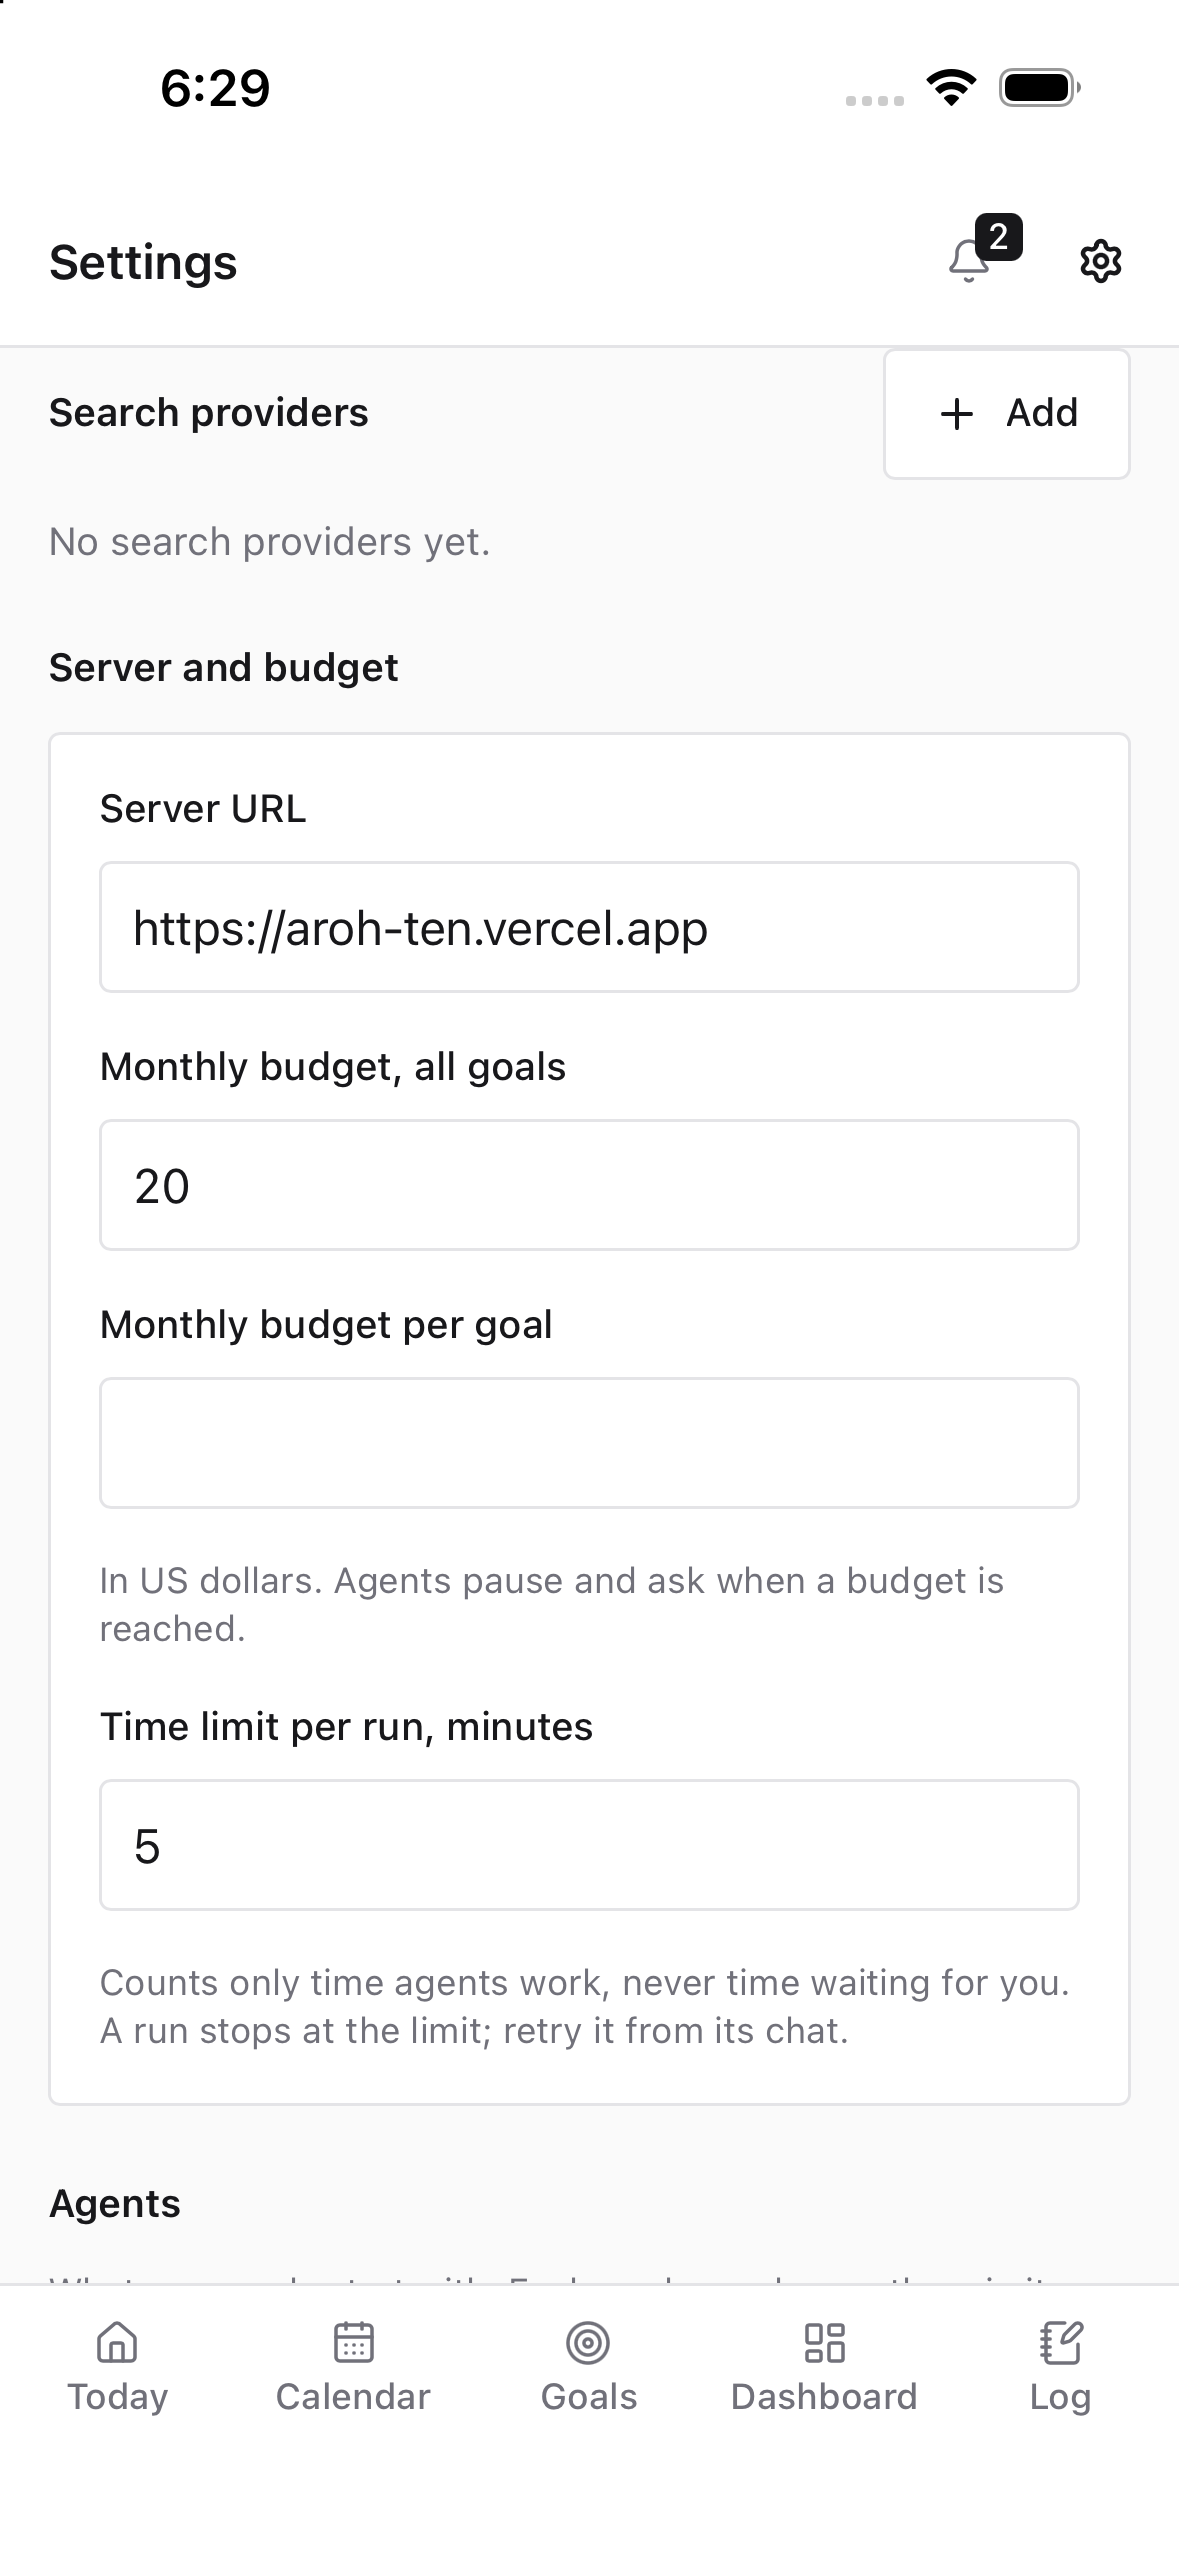 6:29
Settings
2
Search providers
Add
No search providers yet.
Server and budget
Server URL
https://aroh-ten.vercel.app
Monthly budget, all goals
20
Monthly budget per goal
In US dollars. Agents pause and ask when a budget is
reached.
Time limit per run, minutes
5
Counts only time agents work, never time waiting for you.
A run stops at the limit; retry it from its chat.
Agents
Today
Calendar
Goals
Dashboard
Log